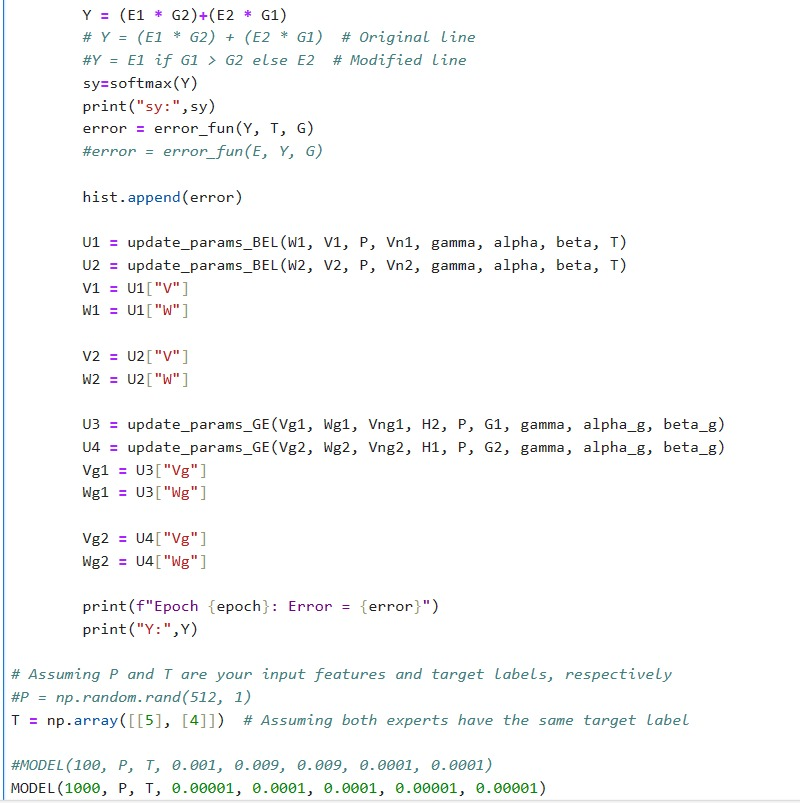 Y = (E1 * G2)+(E2 * G1)
# Y = (E1 * G2) + (E2 * G1)  # Original line
#Y = E1 if G1 > G2 else E2  # Modified line
sy=softmax(Y)
print("sy:",sy)
error = error_fun(Y, T, G)
#error = error_fun(E, Y, G)
hist.append(error)
U1 = update_params_BEL(W1, V1, P, Vn1, gamma, alpha, beta, T)
U2 = update_params_BEL(W2, V2, P, Vn2, gamma, alpha, beta, T)
V1 = U1["V"]
W1 = U1["W"]
V2 = U2["V"]
W2 = U2["W"]
U3 = update_params_GE(Vg1, Wg1, Vng1, H2, P, G1, gamma, alpha_g, beta_g)
U4 = update_params_GE(Vg2, Wg2, Vng2, H1, P, G2, gamma, alpha_g, beta_g)
Vg1 = U3["Vg"]
Wg1 = U3["Wg"]
Vg2 = U4["Vg"]
Wg2 = U4["Wg"]
print(f"Epoch {epoch}: Error = {error}")
print("Y:",Y)
# Assuming P and T are your input features and target labels, respectively
#P = np.random.rand(512, 1)
T = np.array([[5], [4]])  # Assuming both experts have the same target label
#MODEL(100, P, T, 0.001, 0.009, 0.009, 0.0001, 0.0001)
MODEL(1000, P, T, 0.00001, 0.0001, 0.0001, 0.00001, 0.00001)